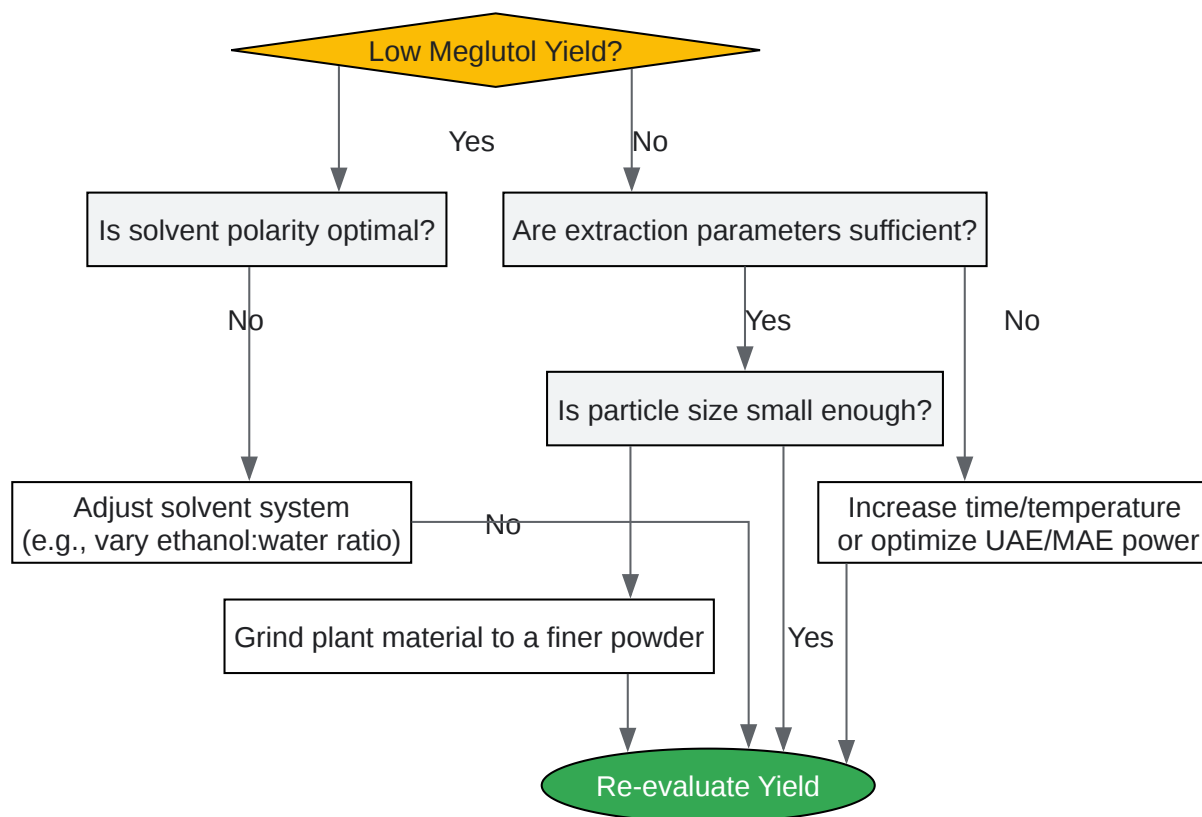 Low Meglutol Yield?
Yes
No
Is solvent polarity optimal?
Are extraction parameters sufficient?
No
Yes
No
Is particle size small enough?
Adjust solvent system
(e.g., vary ethanol:water ratio)
No
Increase time/temperature
or optimize UAE/MAE power
Grind plant material to a finer powder
Yes
Re-evaluate Yield